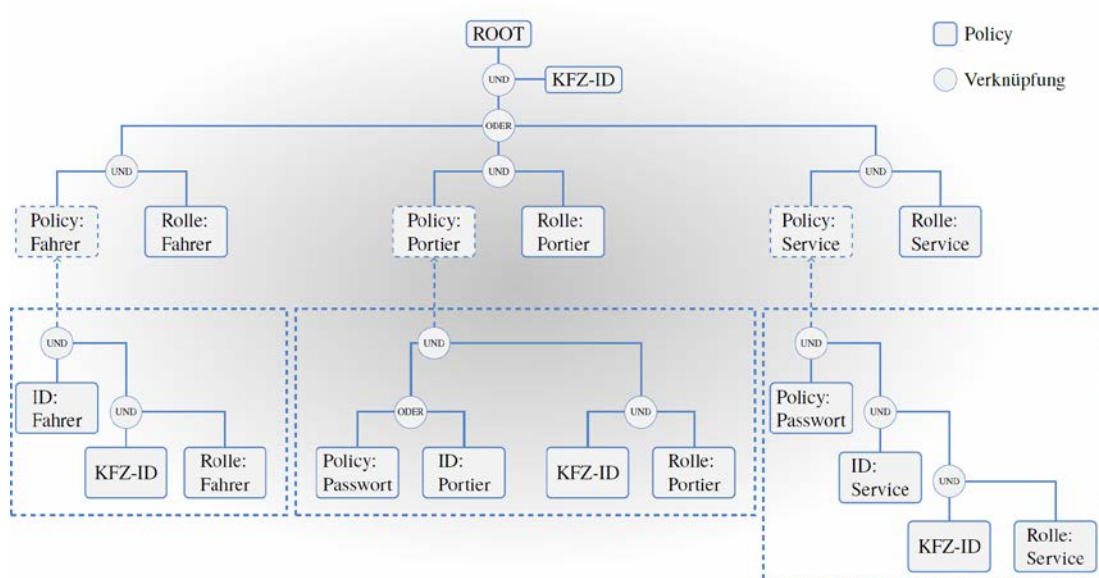 ROOT
Policy
UND
KFZ-ID
Verknüpfung
ODER
UND
UND
UND
Policy:
Fahrer
Rolle:
Fahrer
Policy:
Portier
Rolle:
Portier
Policy:
Service
Rolle:
Service
UND
ID:
Fahrer
UND
KFZ-ID
Rolle:
Fahrer
UND
ODER
UND
Policy:
Passwort
ID:
Portier
KFZ-ID
Rolle:
Portier
UND
Policy:
Passwort
UND
ID:
Service
UND
KFZ-ID
Rolle:
Service